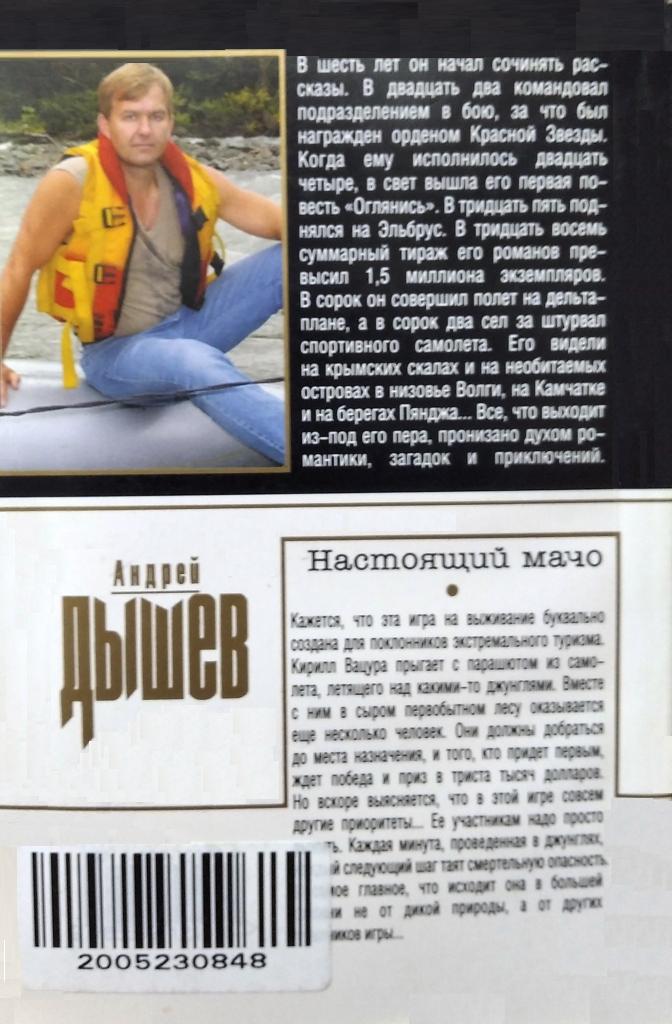 В шесть лет он начал сочинять рас-
сказы. В двадцать два командовал
подразделением в бою, за что был
награжден орденом Красной Звезды.
Когда ему исполнилось двадцать
четыре, в свет вышла его первая по-
весть «Оглянись». В тридцать пять под-
нялся на Эльбрус. В тридцать восемь
суммарный тираж его романов пре-
высил 1,5 миллиона экземпляров.
В сорок он совершил полет на дельта-
плане, а в сорок два сел за штурвал
спортивного самолета. Его видели
на крымских скалах и на необитаемых
островах в низовье Волги, на Камчатке
и на берегах Пянджа... Все, что выходит
из-под его пера, пронизано духом ро-
мантики, загадок и приключений.
Андрей
Дышев
Настоящий мачо
Кажется, что эта игра на выживание буквально
создана для поклонников экстремального туризма.
Кирилл Вацура прыгает с парашютом из само-
лета, летящего над какими-то джунглями. Вместе
с ним в сыром первобытном лесу оказывается
еще несколько человек. Они должны добраться
до места назначения, и того, кто придет первым,
ждет победа и приз в триста тысяч долларов.
Но вскоре выясняется, что в этой игре совсем
другие приоритеты... Ее участникам надо просто
Каждая минута, проведенная в джунглях,
следующий шаг таят смертельную опасность.
главное, что исходит она в большей
не от дикой природы, а от других
игры...
2005230848